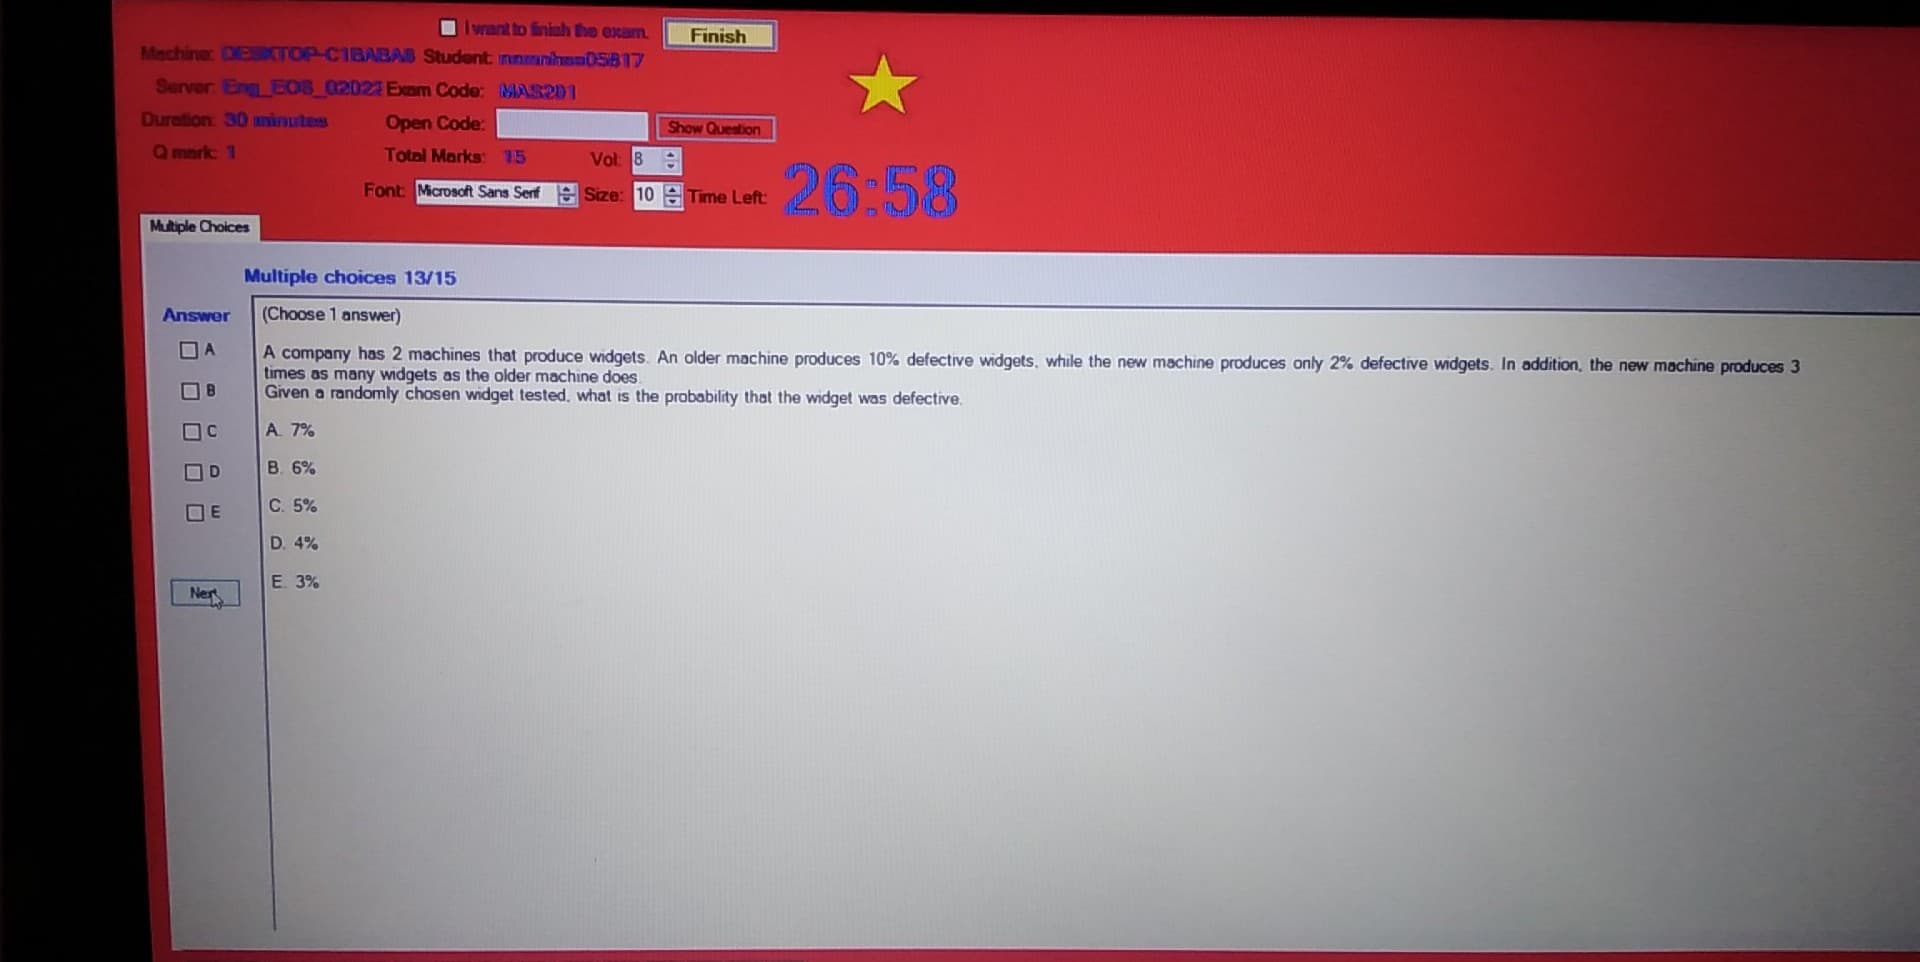 I want to finish the exam.
Finish
Machine: DESKTOP-C1BABA8 Student:
Server: Eng_EOS_02022 Exam Code: MAS291
Duration: 30 minutes Open Code: Show Question
Q mark: 1 Total Marks: 15 Vol: 8
Font: Microsoft Sans Serif Size: 10 Time Left: 26:58
Multiple Choices
Multiple choices 13/15
Answer
(Choose 1 answer)
A
A company has 2 machines that produce widgets. An older machine produces 10% defective widgets, while the new machine produces only 2% defective widgets. In addition, the new machine produces 3
times as many widgets as the older machine does.
B
Given a randomly chosen widget tested, what is the probability that the widget was defective.
C
A. 7%
D
B. 6%
E
C. 5%
D. 4%
E. 3%
Next